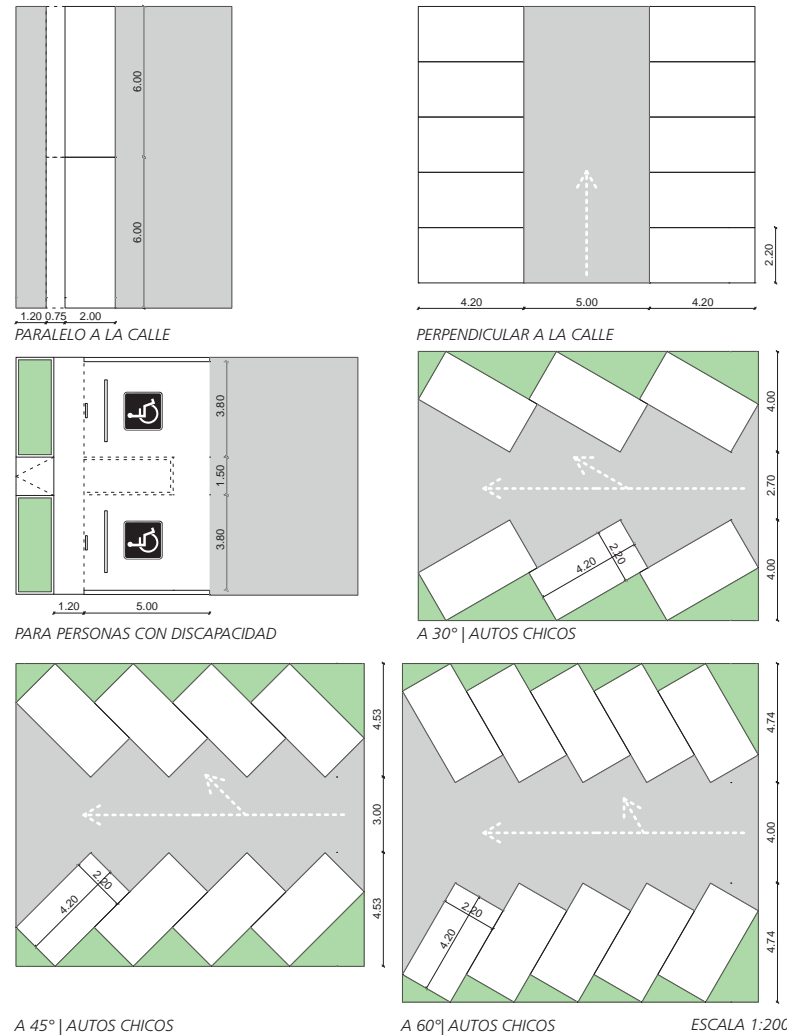 6.00
6.00
1.20 0.75 2.00
PARALELO A LA CALLE
2.20
4.20 5.00 4.20
PERPENDICULAR A LA CALLE
3.80
1.50
3.80
1.20 5.00
PARA PERSONAS CON DISCAPACIDAD
4.00
2.70
4.00
4.20
2.20
A 30° | AUTOS CHICOS
4.53
3.00
4.53
4.20
2.20
A 45° | AUTOS CHICOS
4.74
4.00
4.74
4.20
2.20
A 60°| AUTOS CHICOS
ESCALA 1:200